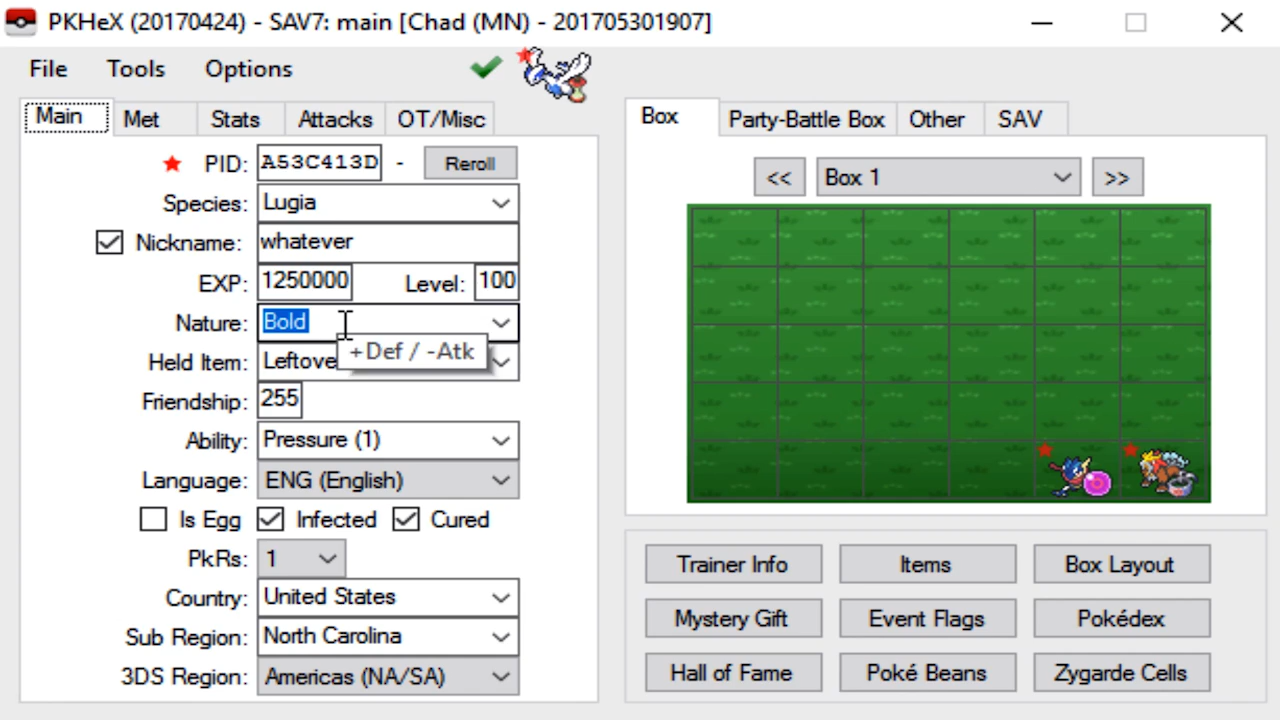 PKHeX (20170424) - SAV7: main [Chad (MN) - 201705301907]
File Tools Options
Main Met Stats Attacks OT/Misc
PID: A53C413D - Reroll
Species: Lugia
Nickname: whatever
EXP: 1250000 Level: 100
Nature: Bold
+Def / -Atk
Held Item:
Friendship: 255
Ability: Pressure (1)
Language: ENG (English)
Is Egg Infected Cured
PkRs: 1
Country: United States
Sub Region: North Carolina
3DS Region: Americas (NA/SA)
Box Party-Battle Box Other SAV
<< Box 1 >>
Trainer Info Items Box Layout
Mystery Gift Event Flags Pokédex
Hall of Fame Poké Beans Zygarde Cells